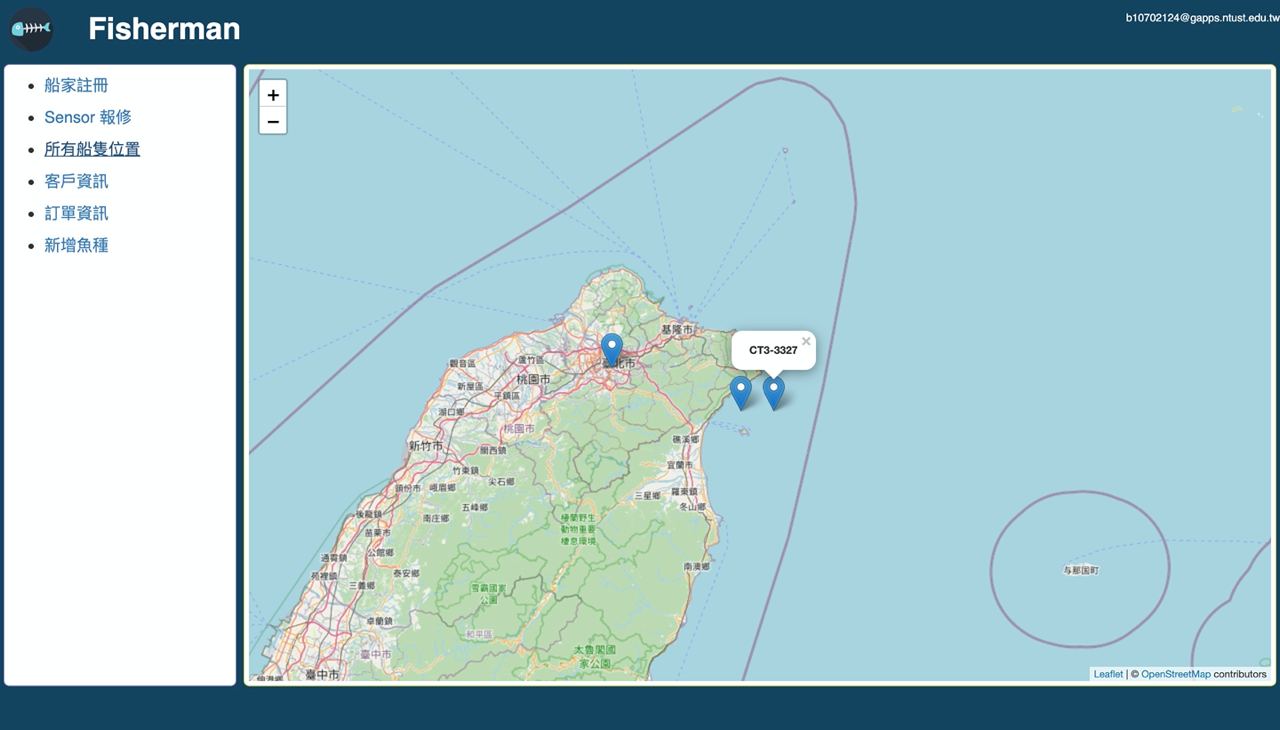 Fisherman
b10702124@gapps.ntust.edu.tw
船家註冊
Sensor 報修
所有船隻位置
客戶資訊
訂單資訊
新增魚種
+
−
基隆市
CT3-3327 ×
觀音區
蘆竹區
臺北市
新屋區
桃園市
平鎮區
湖口鄉
桃園市
新竹市
關西鎮
礁溪鄉
竹東鎮
宜蘭市
頭份市
峨眉鄉
尖石鄉
三星鄉
羅東鎮
五峰鄉
冬山鄉
後龍鎮
南庄鄉
棲蘭野生
動物重要
棲息環境
苗栗市
公館鄉
通霄鎮
南澳鄉
与那国町
苑裡鎮
泰安鄉
三義鄉
雪霸國家
公園
卓蘭鎮
和平區
臺中市
太魯閣國
家公園
臺中市
Leaflet | © OpenStreetMap contributors